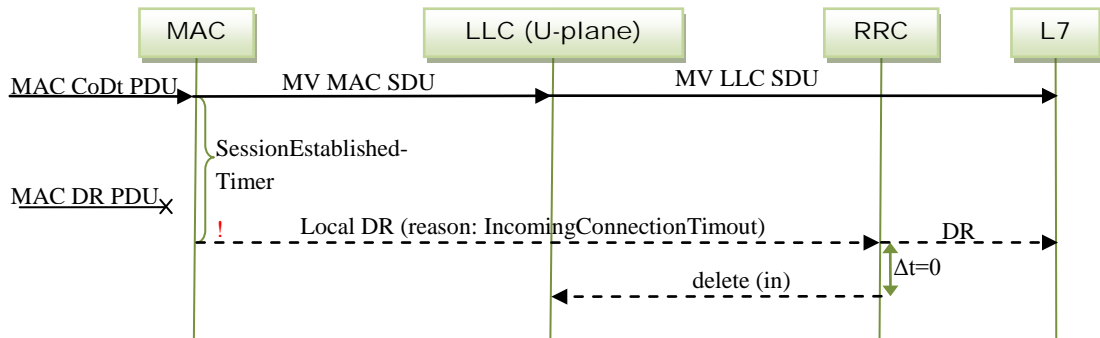 MAC
LLC (U-plane)
RRC
L7
MAC CoDt PDU
MV MAC SDU
MV LLC SDU
SessionEstablished-
Timer
MAC DR PDU
!
Local DR (reason: IncomingConnectionTimout)
DR
Δt=0
delete (in)